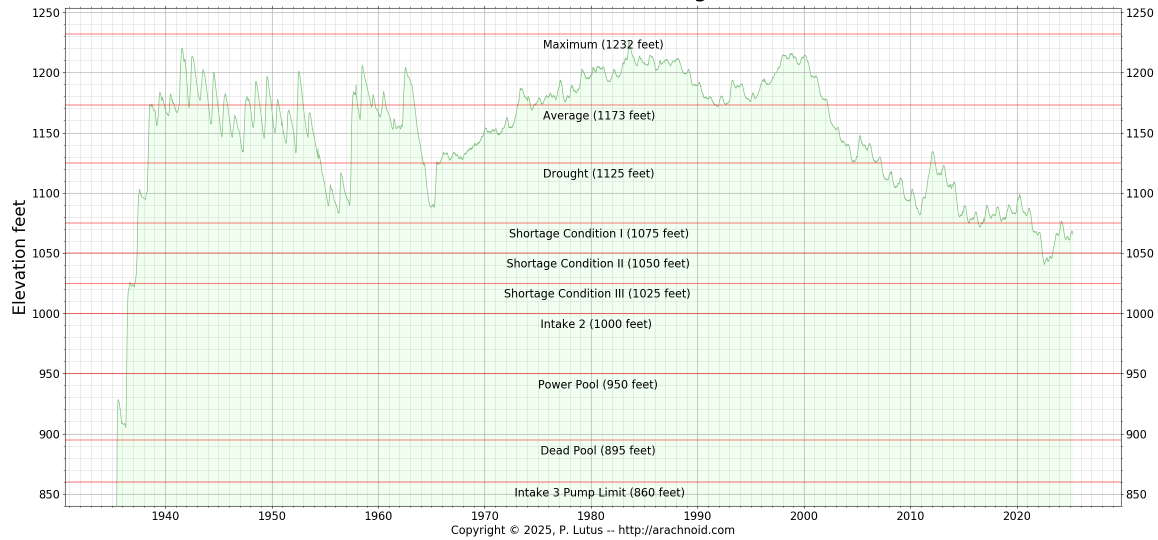 1250
1250
Maximum (1232 feet)
1200
1200
Average (1173 feet)
1150
1150
Drought (1125 feet)
1100
1100
Shortage Condition I (1075 feet)
1050
1050
Shortage Condition II (1050 feet)
Shortage Condition III (1025 feet)
1000
1000
Intake 2 (1000 feet)
950
950
Power Pool (950 feet)
900
900
Dead Pool (895 feet)
850
850
Intake 3 Pump Limit (860 feet)
Elevation feet
1940 1950 1960 1970 1980 1990 2000 2010 2020
Copyright © 2025, P. Lutus -- http://arachnoid.com